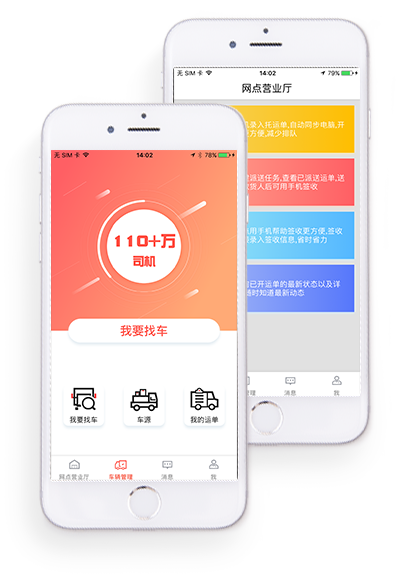 无 SIM 卡
14:02
79%
网点营业厅
机录入托运单,自动同步电脑,开
更方便,减少排队
已派送任务,查看已派送运单,送
收货人后可用手机签收
用手机帮助签收更方便,签收
录入签收信息,省时省力
已开运单的最新状态以及详
随时知道最新动态
管理
消息
我
无 SIM 卡
14:02
78%
110+万
司机
我要找车
我要找车
车源
我的运单
网点营业厅
车辆管理
消息
我